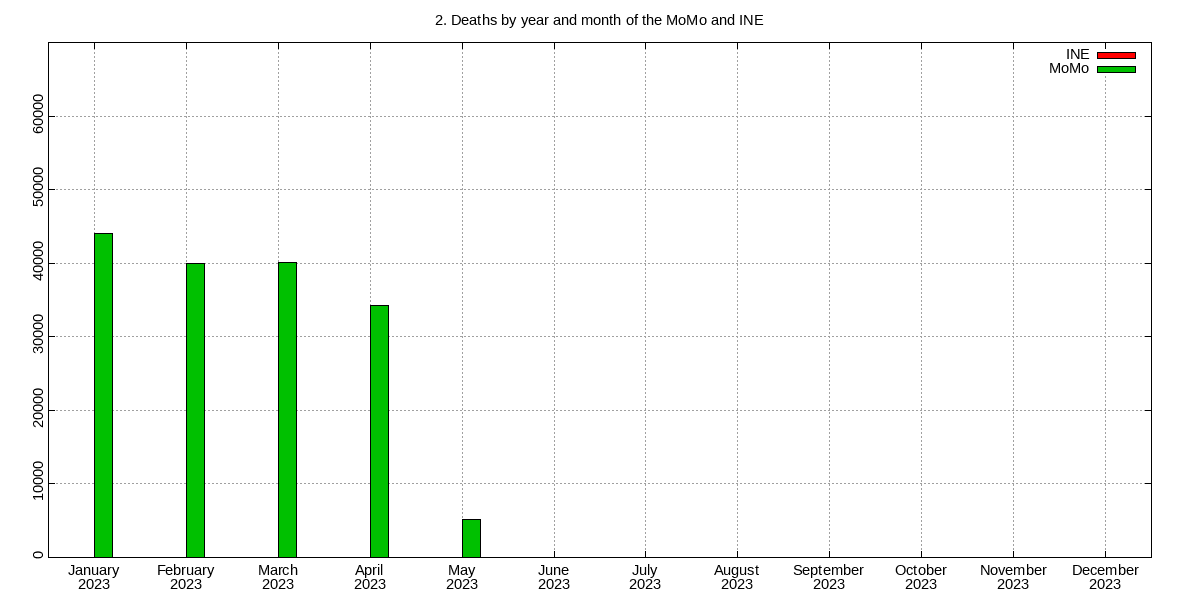 2. Deaths by year and month of the MoMo and INE
INE
MoMo
60000
50000
40000
30000
20000
10000
0
January February March April May June July August September October November December
2023 2023 2023 2023 2023 2023 2023 2023 2023 2023 2023 2023